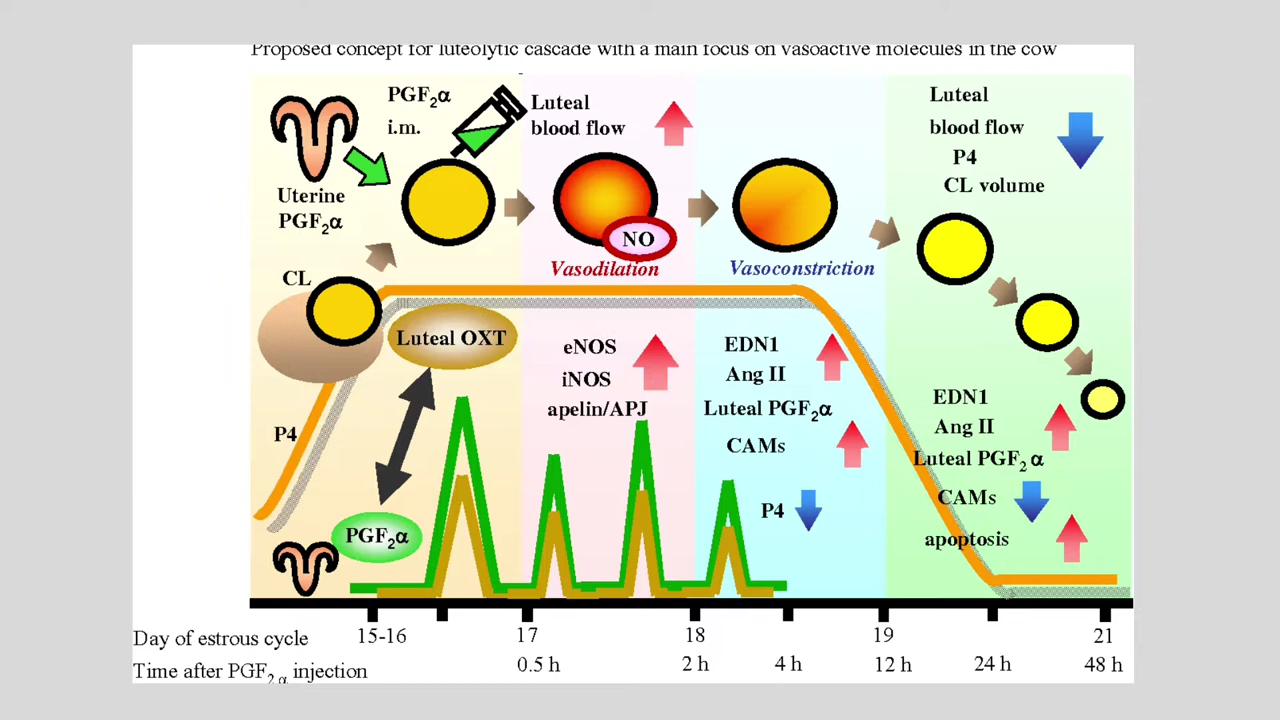 Proposed concept for luteolytic cascade with a main focus on vasoactive molecules in the cow
PGF2α
i.m.
Uterine
PGF2α
CL
P4
Luteal OXT
PGF2α
Luteal
blood flow
NO
Vasodilation
eNOS
iNOS
apelin/APJ
Vasoconstriction
EDN1
Ang II
Luteal PGF2α
CAMs
P4
Luteal
blood flow
P4
CL volume
EDN1
Ang II
Luteal PGF2 α
CAMs
apoptosis
Day of estrous cycle 15-16 17 18 19 21
Time after PGF2α injection 0.5 h 2 h 4 h 12 h 24 h 48 h